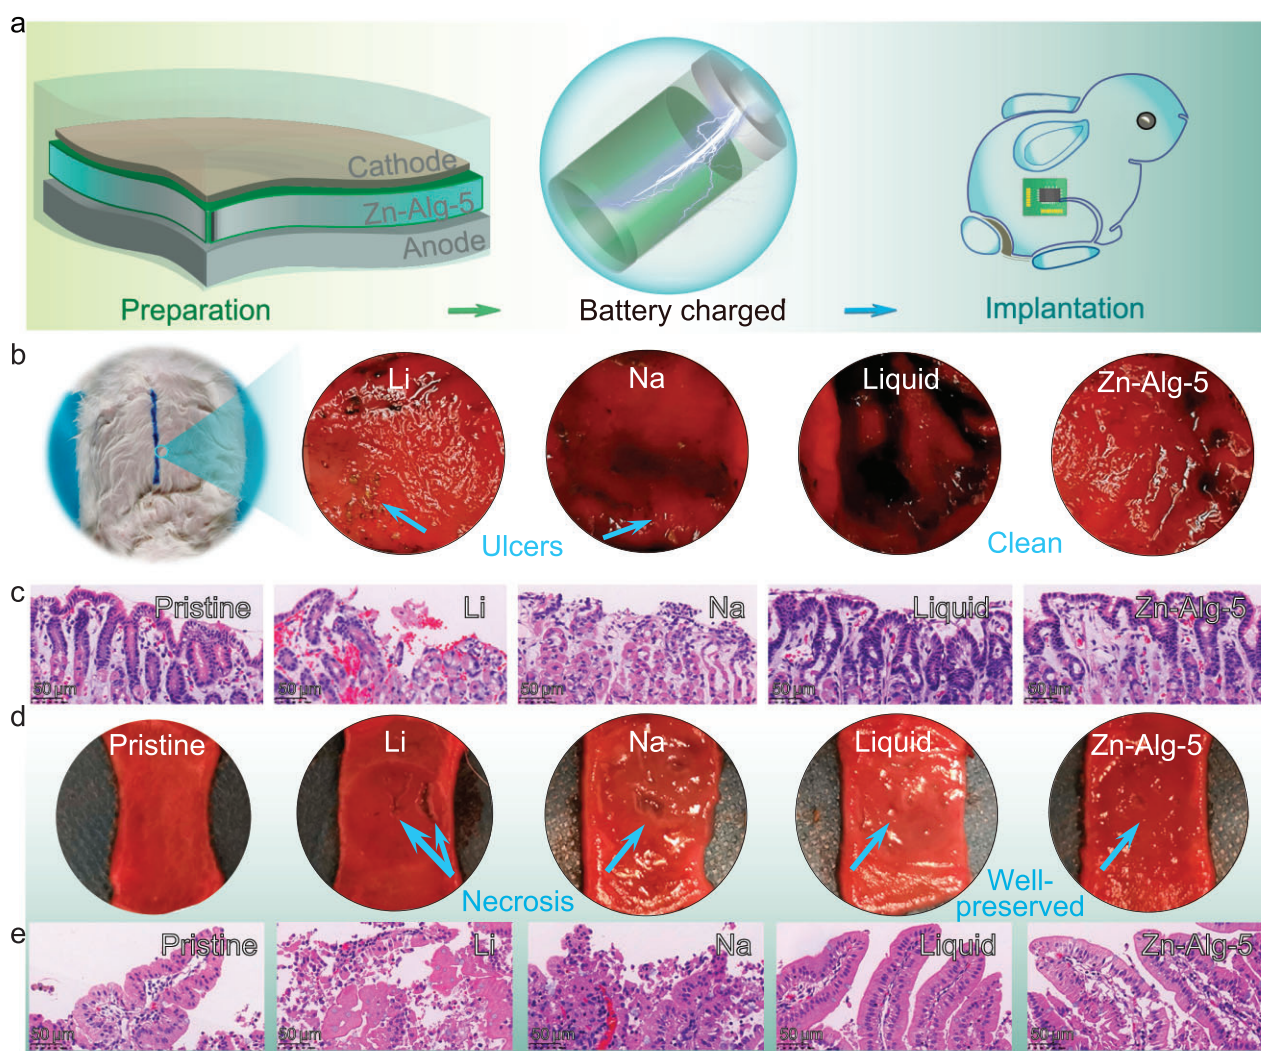 a
Cathode
Zn-Alg-5
Anode
Preparation
Battery charged
Implantation
b
Li
Na
Liquid
Zn-Alg-5
Ulcers
Clean
c
Pristine
Li
Na
Liquid
Zn-Alg-5
50 μm
50 μm
50 μm
50 μm
50 μm
d
Pristine
Li
Na
Liquid
Zn-Alg-5
Necrosis
Well-
preserved
e
Pristine
Li
Na
Liquid
Zn-Alg-5
50 μm
50 μm
50 μm
50 μm
50 μm